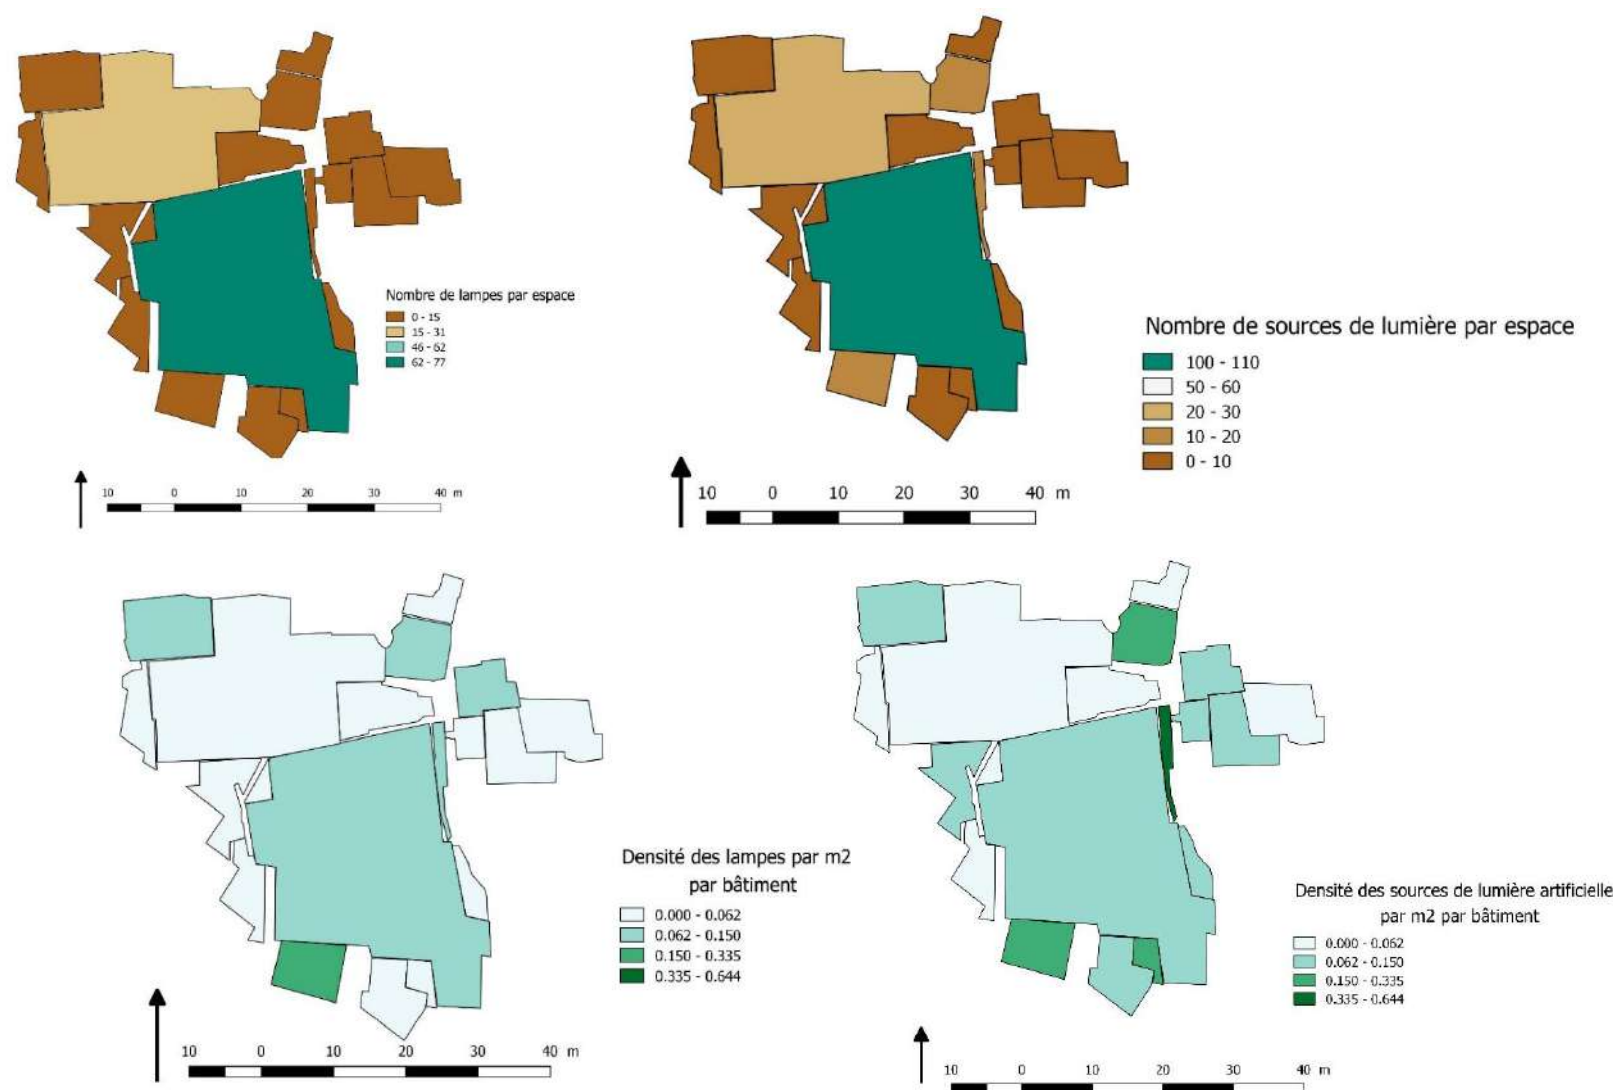 Nombre de lampes par espace
0 - 15
15 - 31
46 - 62
62 - 77
10 0 10 20 30 40 m
Nombre de sources de lumière par espace
100 - 110
50 - 60
20 - 30
10 - 20
0 - 10
10 0 10 20 30 40 m
Densité des lampes par m2
par bâtiment
0.000 - 0.062
0.062 - 0.150
0.150 - 0.335
0.335 - 0.644
10 0 10 20 30 40 m
Densité des sources de lumière artificielle
par m2 par bâtiment
0.000 - 0.062
0.062 - 0.150
0.150 - 0.335
0.335 - 0.644
10 0 10 20 30 40 m